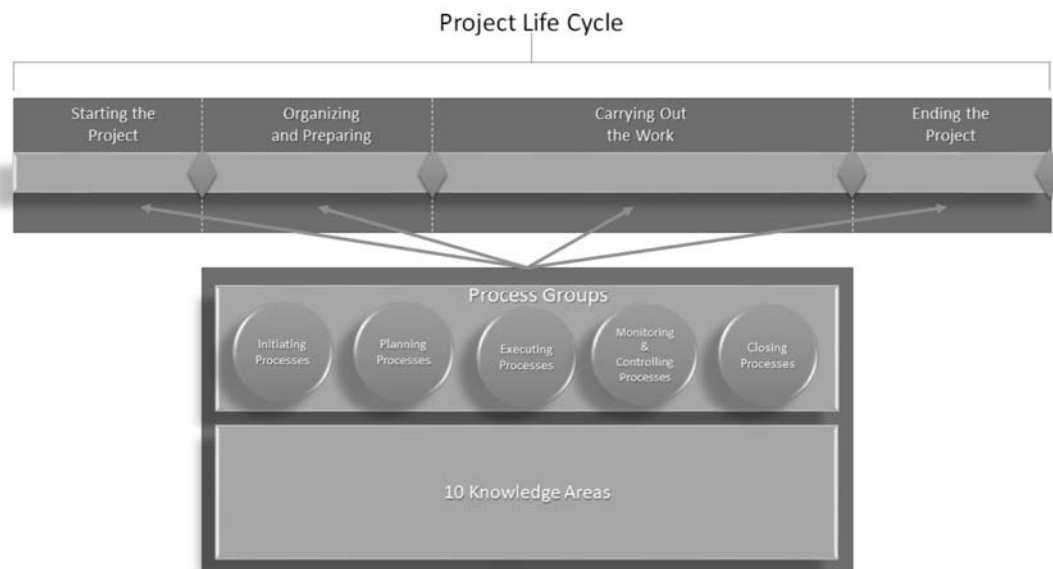 Project Life Cycle
Starting the
Project
Organizing
and Preparing
Carrying Out
the Work
Ending the
Project
Process Groups
Initiating
Processes
Planning
Processes
Executing
Processes
Monitoring
&
Controlling
Processes
Closing
Processes
10 Knowledge Areas